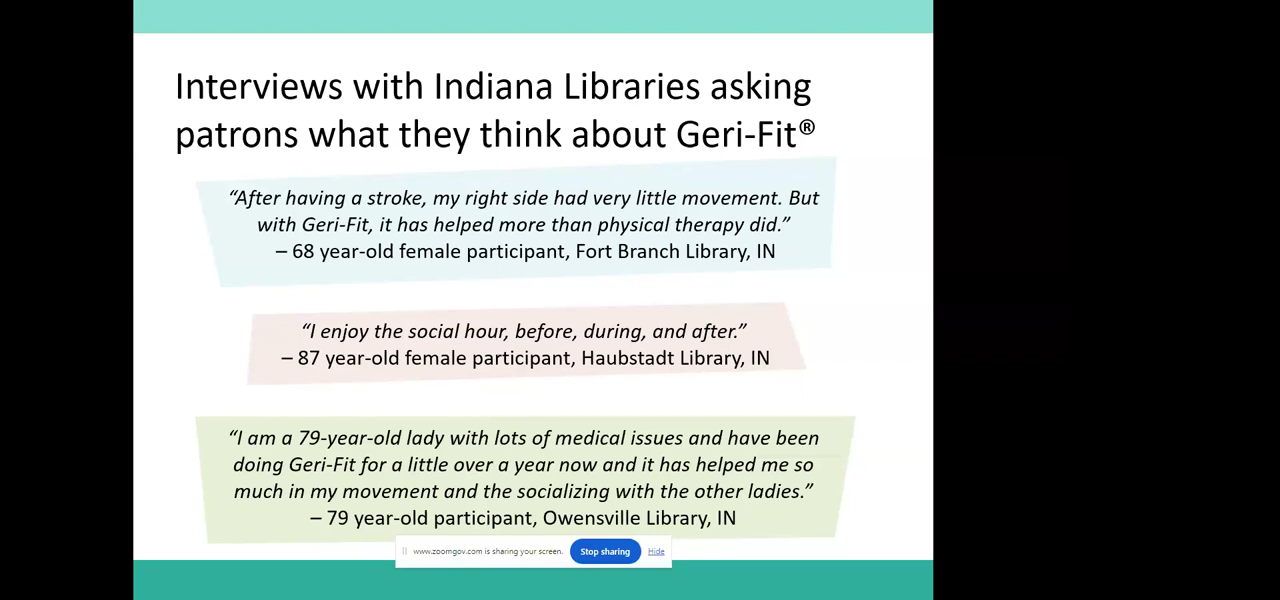 Interviews with Indiana Libraries asking
patrons what they think about Geri-Fit®
“After having a stroke, my right side had very little movement. But
with Geri-Fit, it has helped more than physical therapy did.”
– 68 year-old female participant, Fort Branch Library, IN
“I enjoy the social hour, before, during, and after.”
– 87 year-old female participant, Haubstadt Library, IN
“I am a 79-year-old lady with lots of medical issues and have been
doing Geri-Fit for a little over a year now and it has helped me so
much in my movement and the socializing with the other ladies.”
– 79 year-old participant, Owensville Library, IN
www.zoomgov.com is sharing your screen. Stop sharing Hide